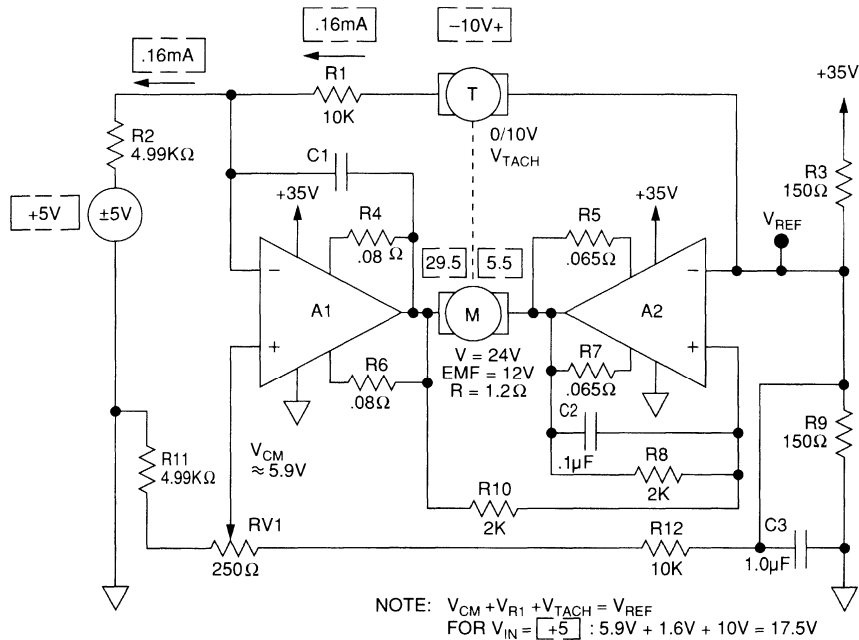 .16mA
.16mA
–10V+
R1
10K
T
0/10V
VTACH
+35V
R2
4.99KΩ
R3
150Ω
C1
+5V
±5V
+35V
R4
.08 Ω
R5
.065Ω
+35V
VREF
29.5
5.5
–
A1
+
M
–
A2
+
V = 24V
EMF = 12V
R = 1.2Ω
R6
.08Ω
R7
.065Ω
C2
.1µF
R9
150Ω
R11
4.99KΩ
VCM
≈ 5.9V
R8
2K
R10
2K
RV1
250Ω
R12
10K
C3
1.0µF
NOTE: VCM + VR1 + VTACH = VREF
FOR VIN = +5 : 5.9V + 1.6V + 10V = 17.5V